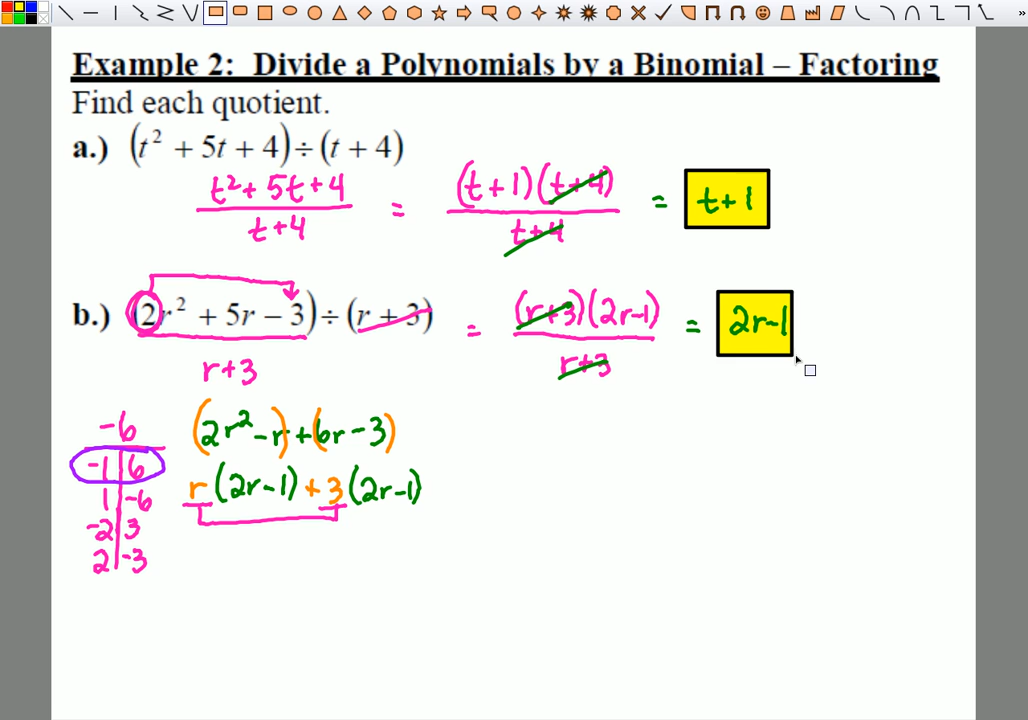 Example 2: Divide a Polynomials by a Binomial – Factoring
Find each quotient.
a.) (t² + 5t + 4) ÷ (t + 4)
t²+5t+4 / t+4 = (t+1)(t+4) / t+4 = t+1
b.) (2r² + 5r − 3) ÷ (r + 3) = (r+3)(2r-1) / r+3 = 2r-1
r+3
-6 (2r²-r)+(6r-3)
-1 | 6 r(2r-1)+3(2r-1)
1 | -6
-2 | 3
2 | -3